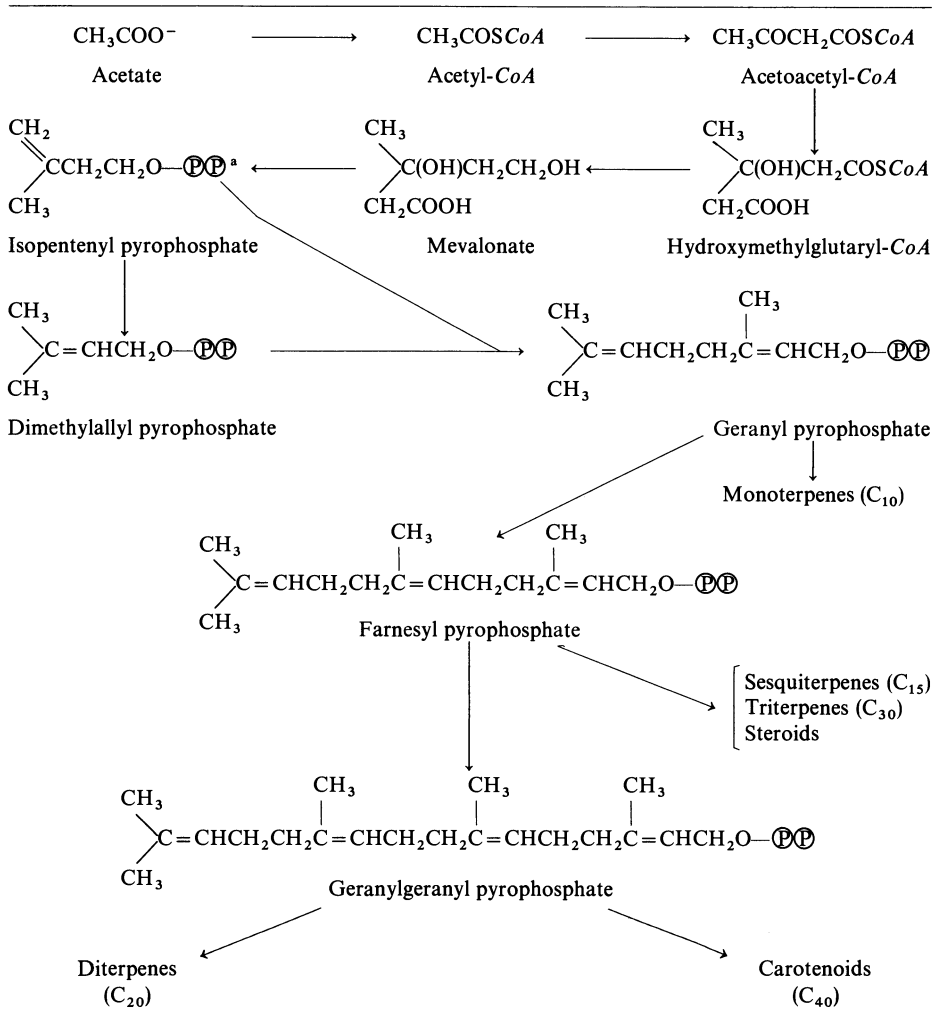 CH₃COO⁻ → CH₃COSCoA → CH₃COCH₂COSCoA
Acetate Acetyl-CoA Acetoacetyl-CoA
CH₂ CH₃ CH₃
CCH₂CH₂O—ⓅⓅᵃ C(OH)CH₂CH₂OH C(OH)CH₂COSCoA
CH₃ CH₂COOH CH₂COOH
Isopentenyl pyrophosphate Mevalonate Hydroxymethylglutaryl-CoA
CH₃ CH₃
C=CHCH₂O—ⓅⓅ C=CHCH₂CH₂C=CHCH₂O—ⓅⓅ
CH₃ CH₃
Dimethylallyl pyrophosphate Geranyl pyrophosphate
Monoterpenes (C₁₀)
CH₃ CH₃ CH₃
C=CHCH₂CH₂C=CHCH₂CH₂C=CHCH₂O—ⓅⓅ
CH₃
Farnesyl pyrophosphate
Sesquiterpenes (C₁₅)
Triterpenes (C₃₀)
Steroids
CH₃ CH₃ CH₃ CH₃
C=CHCH₂CH₂C=CHCH₂CH₂C=CHCH₂CH₂C=CHCH₂O—ⓅⓅ
CH₃
Geranylgeranyl pyrophosphate
Diterpenes Carotenoids
(C₂₀) (C₄₀)